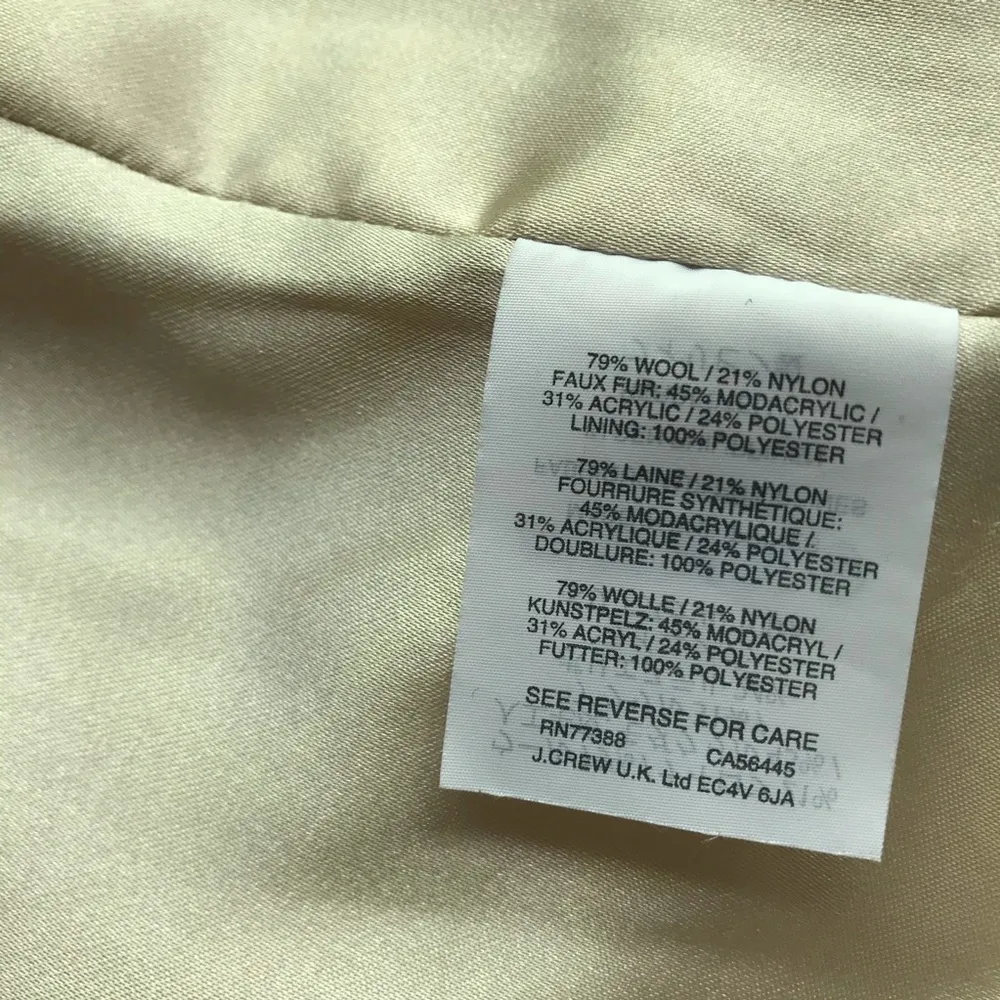 79% WOOL / 21% NYLON
FAUX FUR: 45% MODACRYLIC /
31% ACRYLIC / 24% POLYESTER
LINING: 100% POLYESTER
79% LAINE / 21% NYLON
FOURRURE SYNTHÉTIQUE:
45% MODACRYLIQUE /.
31% ACRYLIQUE / 24% POLYESTER
DOUBLURE: 100% POLYESTER
79% WOLLE / 21% NYLON
KUNSTPELZ: 45% MODACRYL /
31% ACRYL / 24% POLYESTER
FUTTER: 100% POLYESTER
SEE REVERSE FOR CARE
RN77388 CA56445
J.CREW U.K. Ltd EC4V 6JA